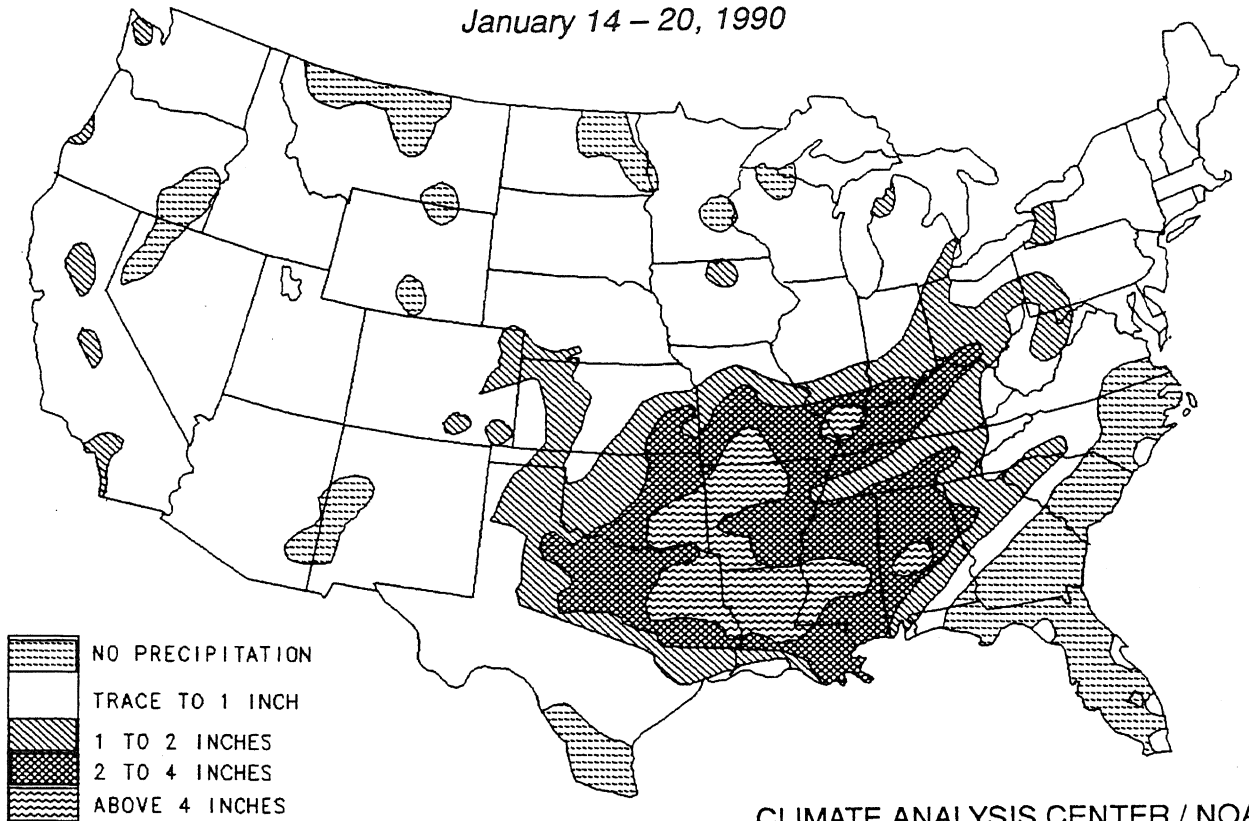 January 14 – 20, 1990
NO PRECIPITATION
TRACE TO 1 INCH
1 TO 2 INCHES
2 TO 4 INCHES
ABOVE 4 INCHES
CLIMATE ANALYSIS CENTER / NOA